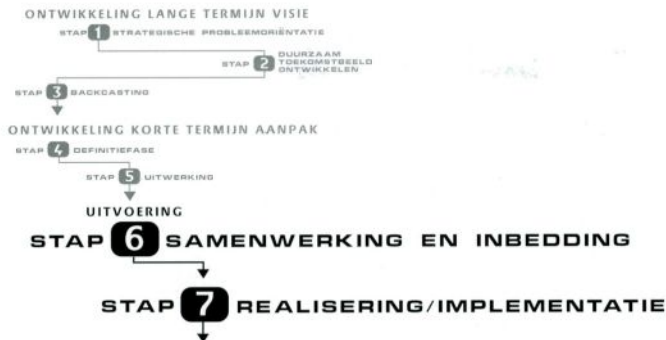 ONTWIKKELING LANGE TERMIJN VISIE
STAP 1 STRATEGISCHE PROBLEEMORIËNTATIE
STAP 2 DUURZAAM
TOEKOMSTBEELD
ONTWIKKELEN
STAP 3 BACKCASTING
ONTWIKKELING KORTE TERMIJN AANPAK
STAP 4 DEFINITIEFASE
STAP 5 UITWERKING
UITVOERING
STAP 6 SAMENWERKING EN INBEDDING
STAP 7 REALISERING/IMPLEMENTATIE